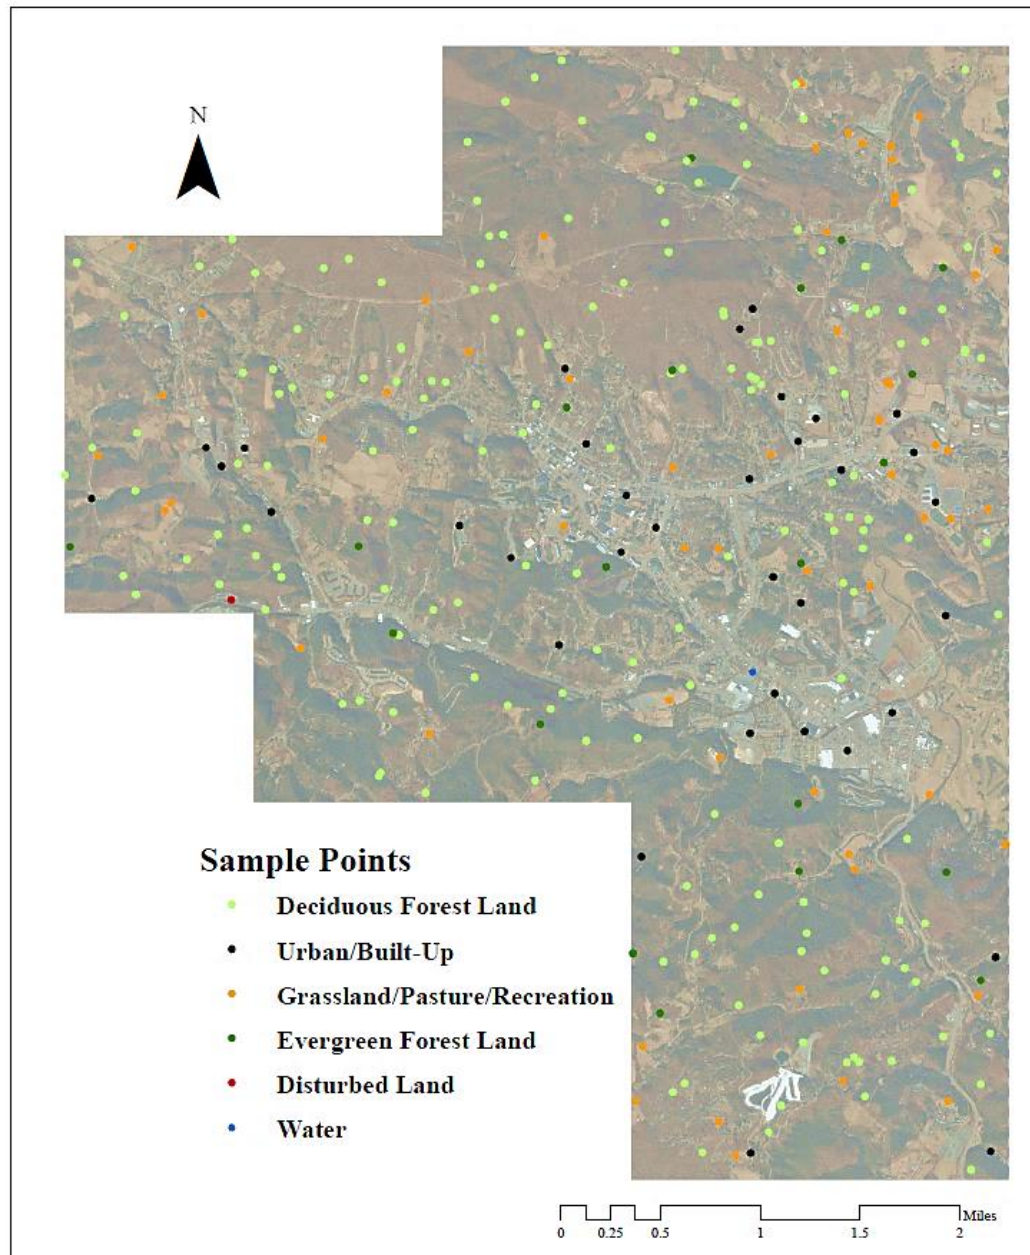 N
Sample Points
Deciduous Forest Land
Urban/Built-Up
Grassland/Pasture/Recreation
Evergreen Forest Land
Disturbed Land
Water
Miles
0 0.25 0.5 1 1.5 2